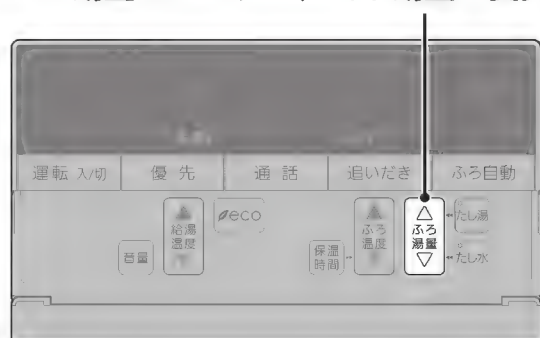 運転 入/切 優先 通話 追いだき ふろ自動
給湯
温度
eco
音量
ふろ
温度
保温
時間
ふろ
湯量
たし湯
たし水